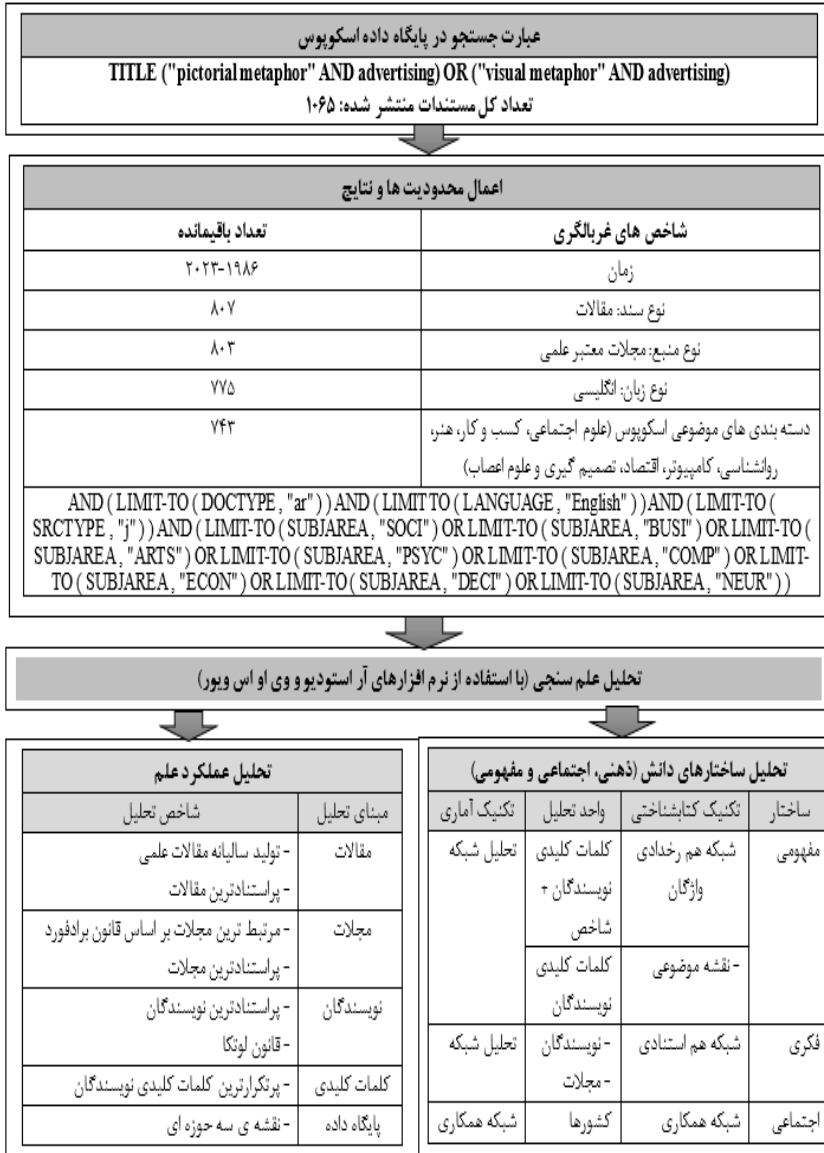 عبارت جستجو در پایگاه داده اسکوپوس
TITLE ("pictorial metaphor" AND advertising) OR ("visual metaphor" AND advertising)
تعداد کل مستندات منتشر شده: ۱۰۶۵
اعمال محدودیت ها و نتایج
شاخص های غربالگری تعداد باقیمانده
زمان ۱۹۸۶-۲۰۲۳
نوع سند: مقالات ۸۰۷
نوع منبع: مجلات معتبر علمی ۸۰۳
نوع زبان: انگلیسی ۷۷۵
دسته بندی های موضوعی اسکوپوس (علوم اجتماعی، کسب و کار، هنر، ۷۴۳
روانشناسی، کامپیوتر، اقتصاد، تصمیم گیری و علوم اعصاب)
AND ( LIMIT-TO ( DOCTYPE , "ar" ) ) AND ( LIMIT TO ( LANGUAGE , "English" ) ) AND ( LIMIT-TO (
SRCTYPE , "j" ) ) AND ( LIMIT-TO ( SUBJAREA , "SOCI" ) OR LIMIT-TO ( SUBJAREA , "BUSI" ) OR LIMIT-TO (
SUBJAREA , "ARTS" ) OR LIMIT-TO ( SUBJAREA , "PSYC" ) OR LIMIT-TO ( SUBJAREA , "COMP" ) OR LIMIT-
TO ( SUBJAREA , "ECON" ) OR LIMIT-TO ( SUBJAREA , "DECI" ) OR LIMIT-TO ( SUBJAREA , "NEUR" ) )
تحلیل علم سنجی (با استفاده از نرم افزارهای آر استودیو و وی او اس ویور)
تحلیل ساختارهای دانش (ذهنی، اجتماعی و مفهومی)
ساختار تکنیک کتابشناختی واحد تحلیل تکنیک آماری
مفهومی شبکه هم رخدادی کلمات کلیدی تحلیل شبکه
واژگان نویسندگان +
شاخص
- نقشه موضوعی کلمات کلیدی
نویسندگان
فکری شبکه هم استنادی - نویسندگان تحلیل شبکه
- مجلات
اجتماعی شبکه همکاری کشورها شبکه همکاری
تحلیل عملکرد علم
مبنای تحلیل شاخص تحلیل
مقالات - تولید سالیانه مقالات علمی
- پراستنادترین مقالات
مجلات - مرتبط ترین مجلات بر اساس قانون برادفورد
- پراستنادترین مجلات
نویسندگان - پراستنادترین نویسندگان
- قانون لوتکا
کلمات کلیدی - پرتکرارترین کلمات کلیدی نویسندگان
پایگاه داده - نقشه ی سه حوزه ای